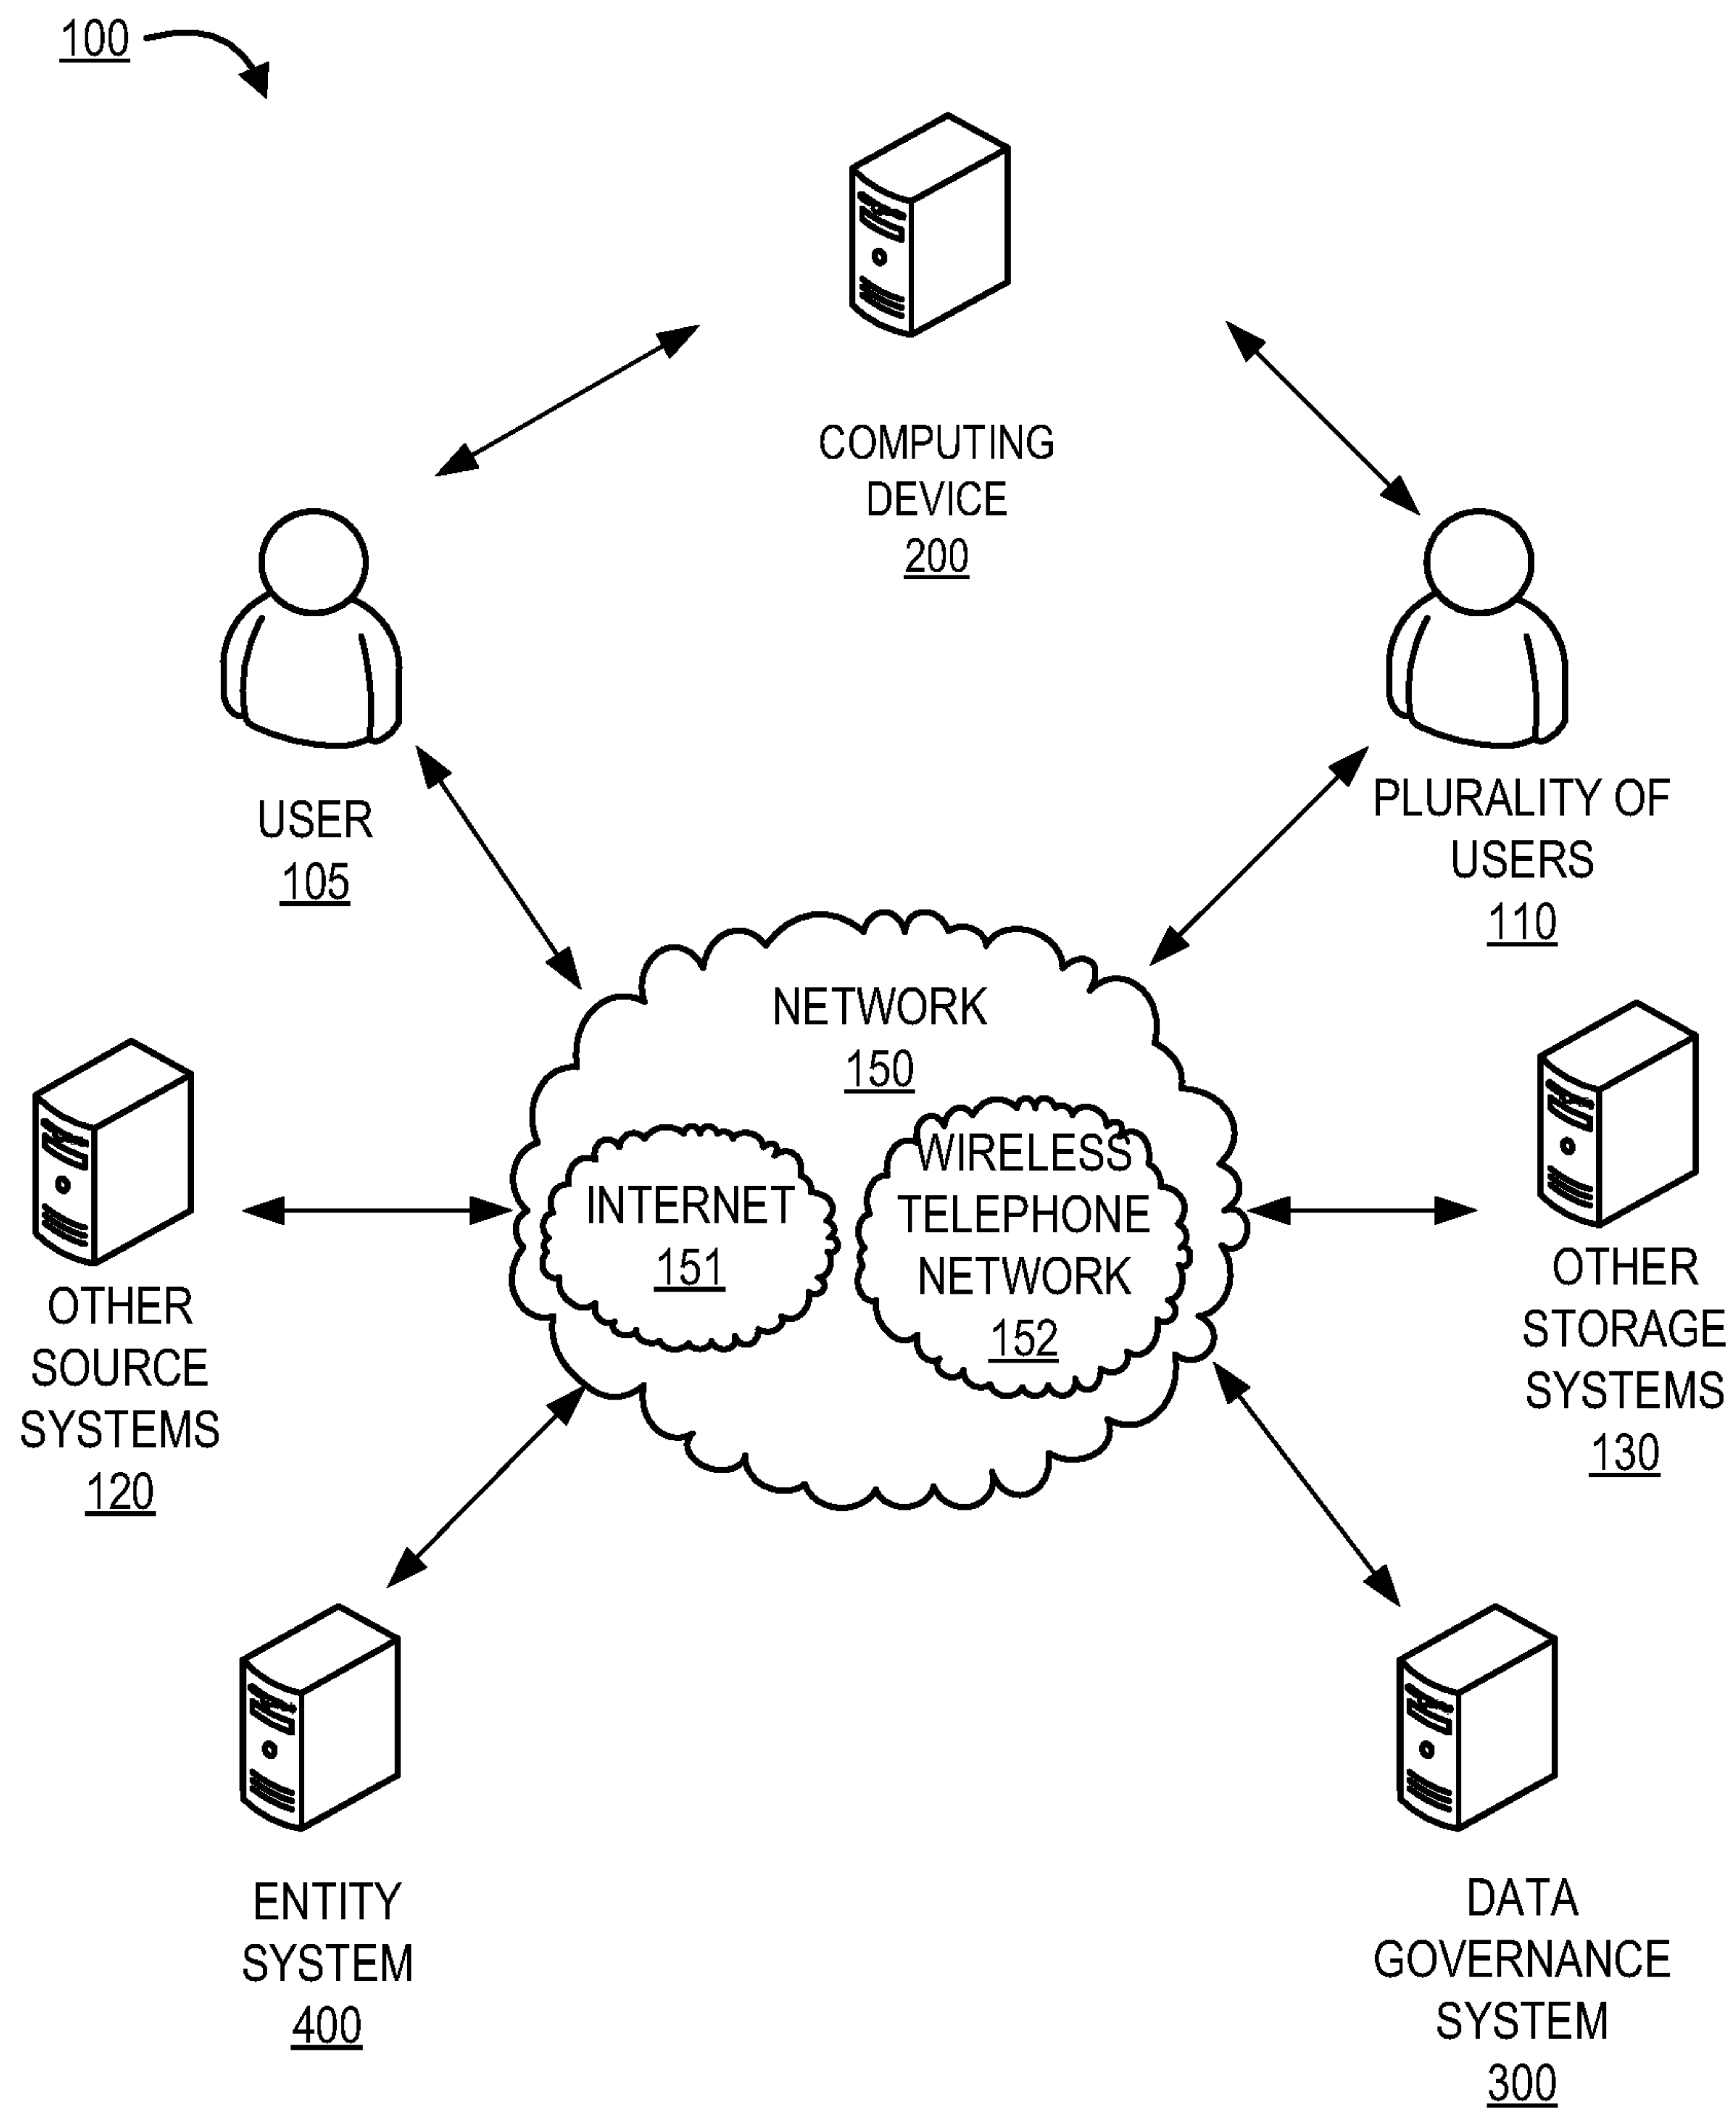 100
COMPUTING
DEVICE
200
USER
105
PLURALITY OF
USERS
110
NETWORK
150
INTERNET
151
WIRELESS
TELEPHONE
NETWORK
152
OTHER
SOURCE
SYSTEMS
120
OTHER
STORAGE
SYSTEMS
130
ENTITY
SYSTEM
400
DATA
GOVERNANCE
SYSTEM
300